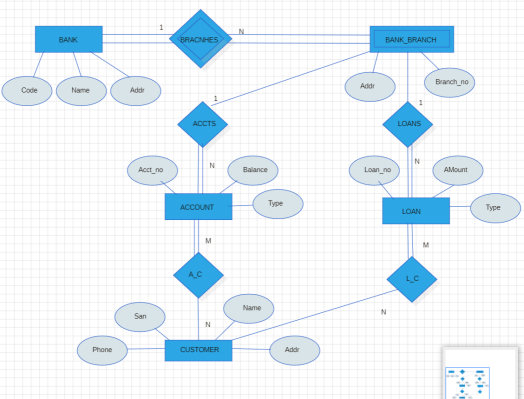 1
N
BANK
BRACNHES
BANK_BRANCH
Code
Name
Addr
Addr
Branch_no
1
1
ACCTS
LOANS
N
N
Acct_no
Balance
Loan_no
AMount
Type
Type
ACCOUNT
LOAN
M
M
A_C
L_C
Name
San
N
N
Phone
CUSTOMER
Addr